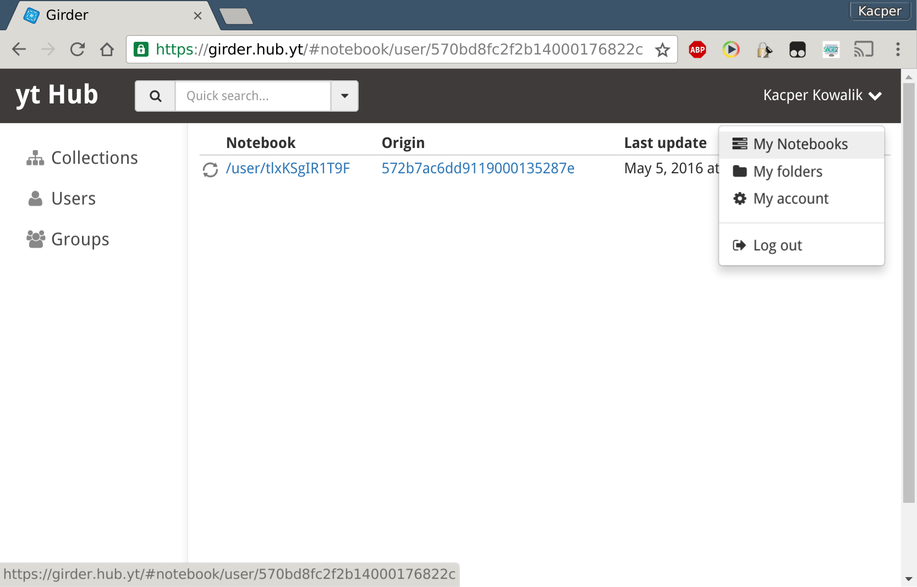 Girder
Kacper
https://girder.hub.yt/#notebook/user/570bd8fc2f2b14000176822c
ABP
yt Hub
Quick search...
Kacper Kowalik
Collections
Users
Groups
Notebook Origin Last update
/user/tlxKSgIR1T9F 572b7ac6dd9119000135287e May 5, 2016 at
My Notebooks
My folders
My account
Log out
https://girder.hub.yt/#notebook/user/570bd8fc2f2b14000176822c